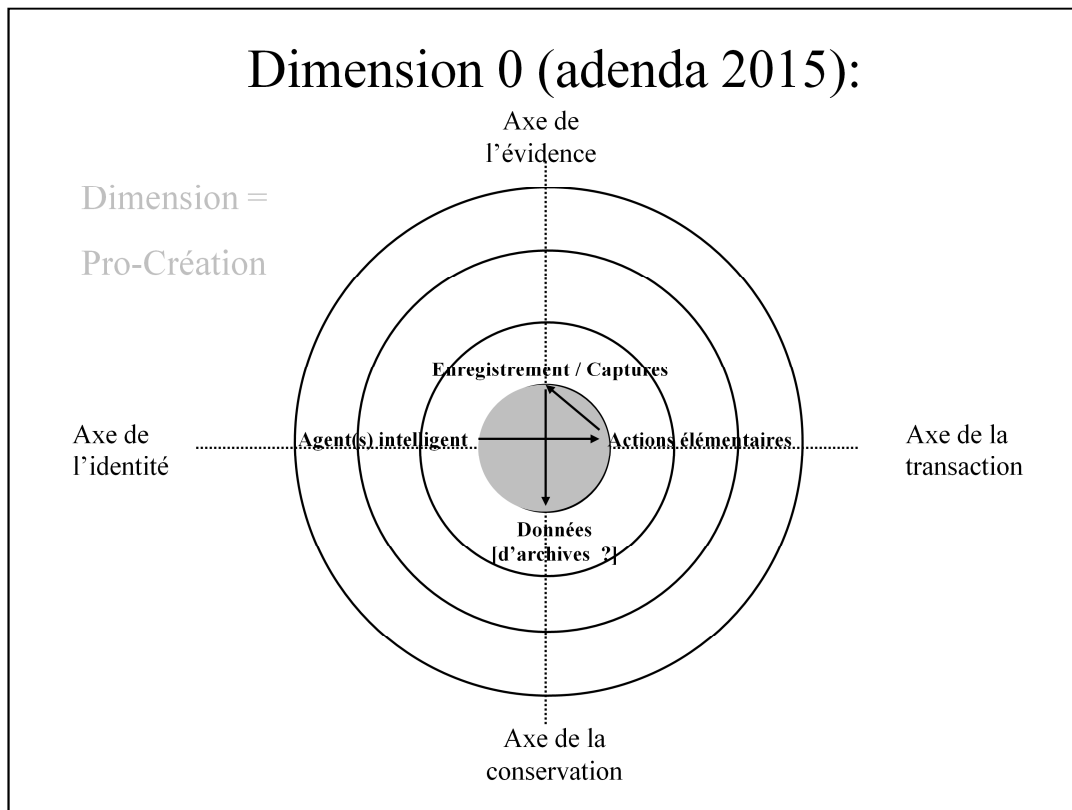 Dimension 0 (adenda 2015):
Axe de
l’évidence
Dimension =
Pro-Création
Enregistrement / Captures
Axe de
l’identité
Agent(s) intelligent
Actions élémentaires
Axe de la
transaction
Données
[d’archives ?]
Axe de la
conservation